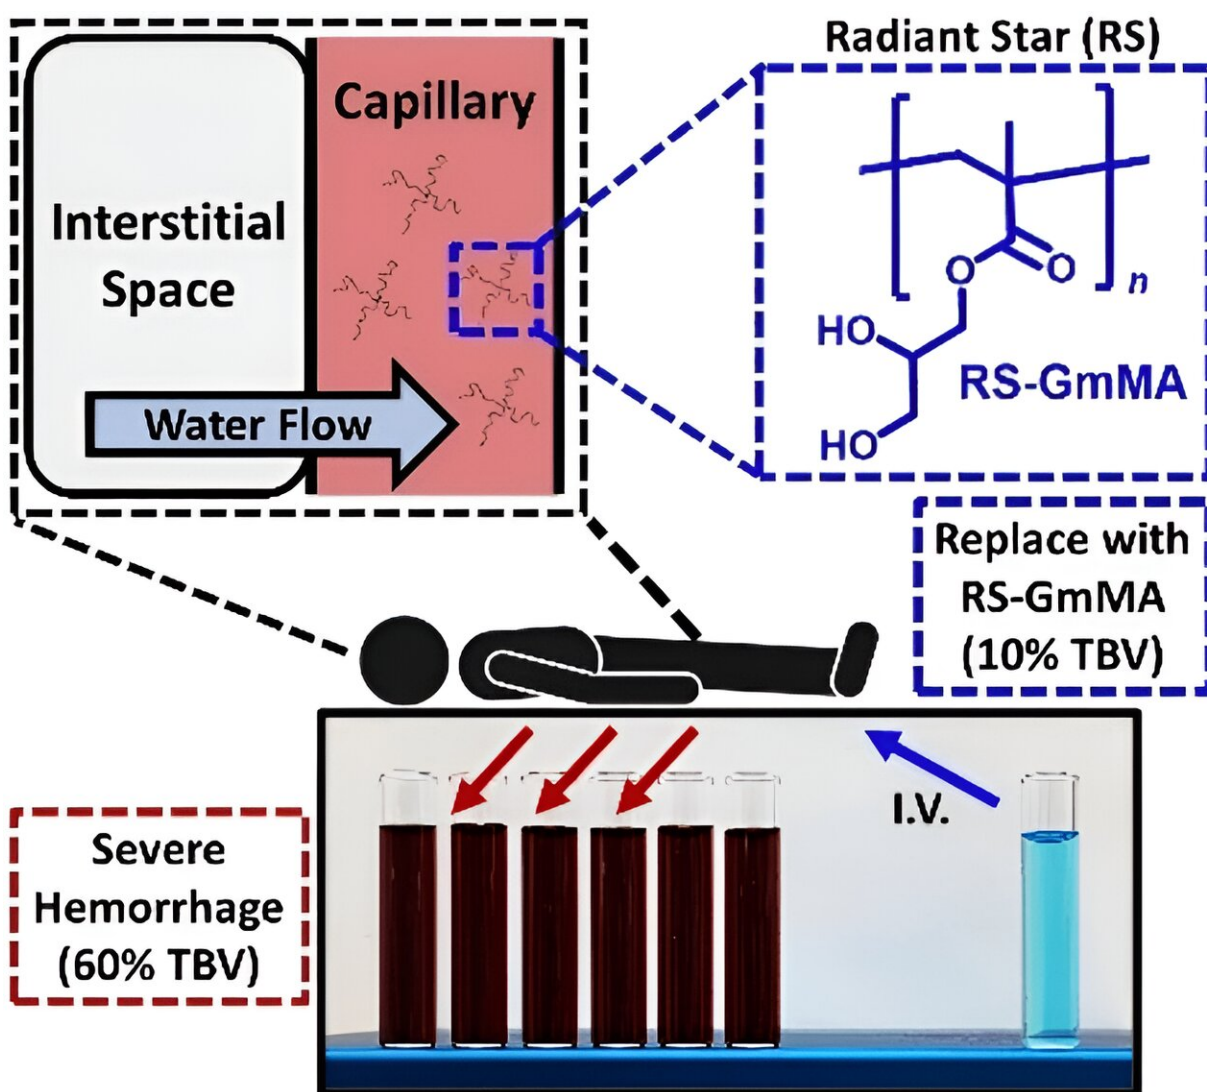 Radiant Star (RS)
Capillary
Interstitial
Space
Water Flow
O
O
n
HO
HO
RS-GmMA
Replace with
RS-GmMA
(10% TBV)
I.V.
Severe
Hemorrhage
(60% TBV)